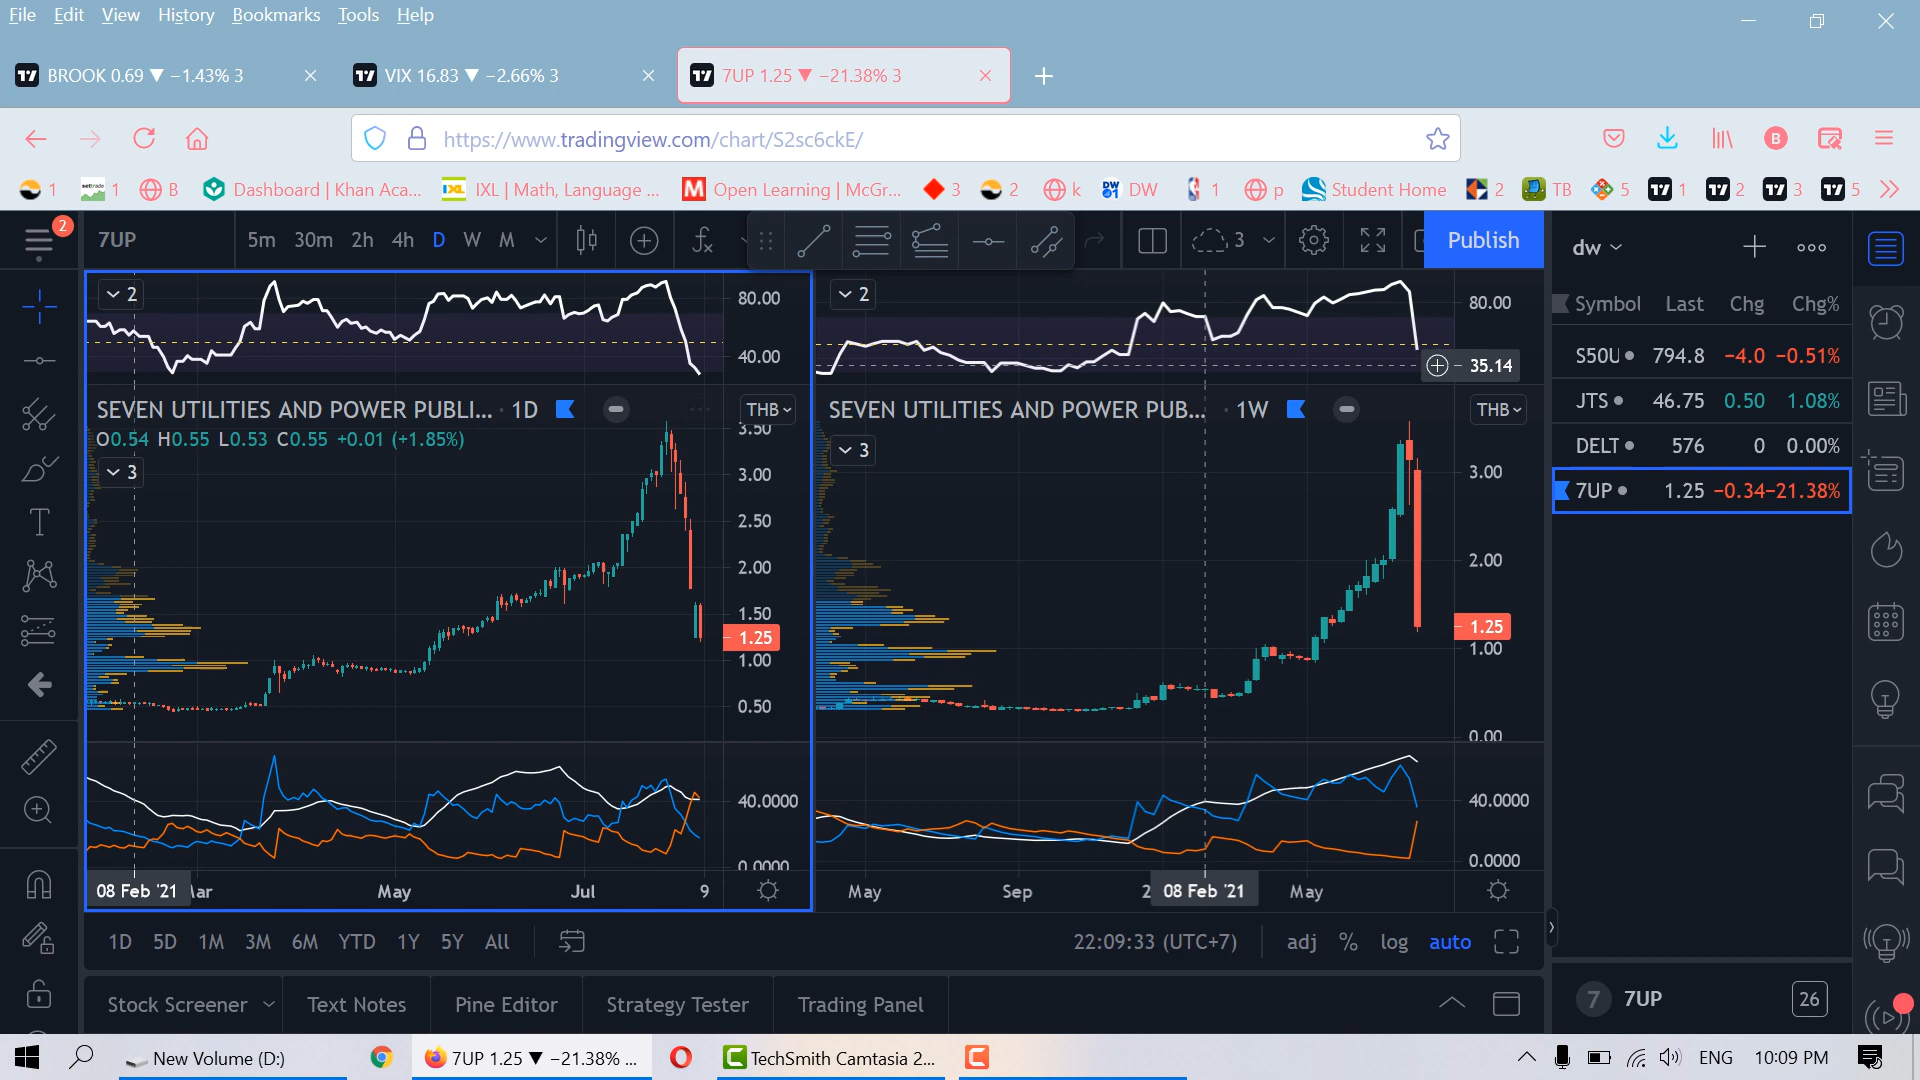 File Edit View History Bookmarks Tools Help
BROOK 0.69 ▼ −1.43% 3
VIX 16.83 ▼ −2.66% 3
7UP 1.25 ▼ −21.38% 3
https://www.tradingview.com/chart/S2sc6ckE/
1 1 B Dashboard | Khan Aca... IXL | Math, Language ... Open Learning | McGr... 3 2 k DW 1 p Student Home 2 TB 5 1 2 3 5
2 7UP 5m 30m 2h 4h D W M 3 Publish dw
Symbol Last Chg Chg%
S50U 794.8 −4.0 −0.51%
JTS 46.75 0.50 1.08%
DELT 576 0 0.00%
7UP 1.25 −0.34 −21.38%
2 80.00
40.00
SEVEN UTILITIES AND POWER PUBLI... · 1D THB
O0.54 H0.55 L0.53 C0.55 +0.01 (+1.85%)
3
3.50
3.00
2.50
2.00
1.50
1.25
1.00
0.50
40.0000
0.0000
08 Feb '21 May Jul 9
2 80.00
35.14
SEVEN UTILITIES AND POWER PUB... · 1W THB
3
3.00
2.00
1.25
1.00
0.00
40.0000
0.0000
May Sep 2 08 Feb '21 May
1D 5D 1M 3M 6M YTD 1Y 5Y All 22:09:33 (UTC+7) adj % log auto
Stock Screener Text Notes Pine Editor Strategy Tester Trading Panel
7 7UP 26
New Volume (D:) 7UP 1.25 ▼ −21.38% ... TechSmith Camtasia 2... ENG 10:09 PM